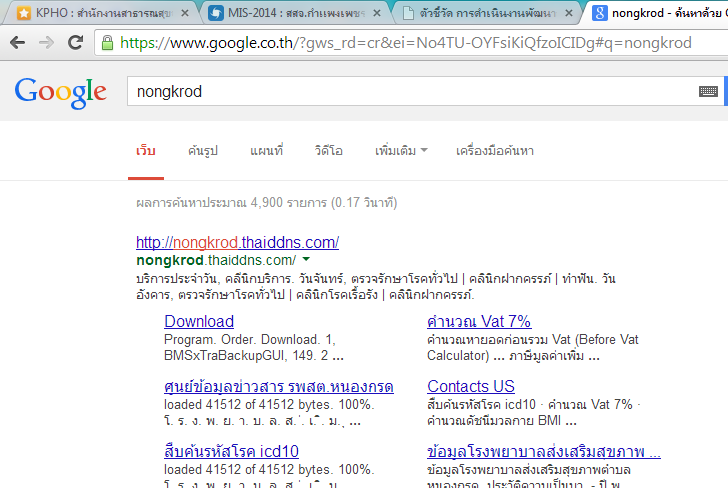 KPHO : สำนักงานสาธารณสุข
MIS-2014 : สสจ.กำแพงเพชร
ตัวชี้วัด การดำเนินงานพัฒนา
nongkrod - ค้นหาด้วย G
https://www.google.co.th/?gws_rd=cr&ei=No4TU-OYFsiKiQfzoICIDg#q=nongkrod
Google
nongkrod
เว็บ ค้นรูป แผนที่ วิดีโอ เพิ่มเติม เครื่องมือค้นหา
ผลการค้นหาประมาณ 4,900 รายการ (0.17 วินาที)
http://nongkrod.thaiddns.com/
nongkrod.thaiddns.com/
บริการประจำวัน, คลีนิกบริการ. วันจันทร์, ตรวจรักษาโรคทั่วไป | คลินิกฝากครรภ์ | ทำฟัน. วัน
อังคาร, ตรวจรักษาโรคทั่วไป | คลินิกโรคเรื้อรัง | คลินิกฝากครรภ์.
Download
Program. Order. Download. 1,
BMSxTraBackupGUI, 149. 2 ...
คำนวณ Vat 7%
คำนวณหายอดก่อนรวม Vat (Before Vat
Calculator) ... ภาษีมูลค่าเพิ่ม ...
ศูนย์ข้อมูลข่าวสาร รพสต.หนองกรด
loaded 41512 of 41512 bytes. 100%.
โ. ร. ง. พ. ย. า. บ. า. ล. ส. ่. เ. ิ. ม. ุ ...
Contacts US
สืบค้นรหัสโรค icd10 · คำนวณ Vat 7% ·
คำนวณดัชนีมวลกาย BMI ...
สืบค้นรหัสโรค icd10
loaded 41512 of 41512 bytes. 100%.
โ. ร. ง. พ. ย. า. บ. า. ล. ส. ่. เ. ิ. ม.
ข้อมูลโรงพยาบาลส่งเสริมสุขภาพ ...
ข้อมูลโรงพยาบาลส่งเสริมสุขภาพตำบล
หนองกรด. ประวัติความเป็นมา. - ปี พ.